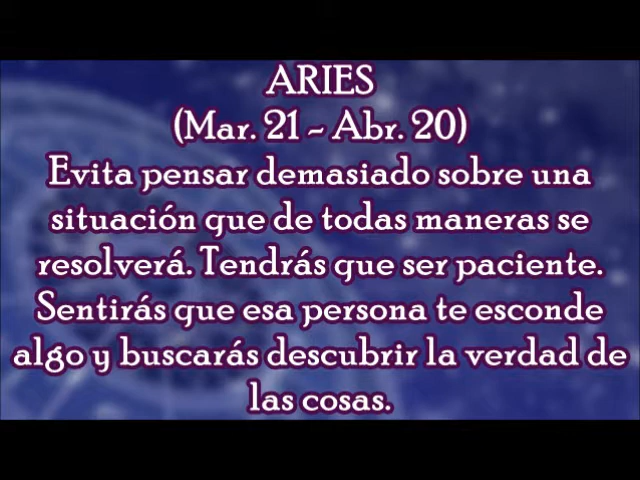 ARIES
(Mar. 21 - Abr. 20)
Evita pensar demasiado sobre una
situación que de todas maneras se
resolverá. Tendrás que ser paciente.
Sentirás que esa persona te esconde
algo y buscarás descubrir la verdad de
las cosas.